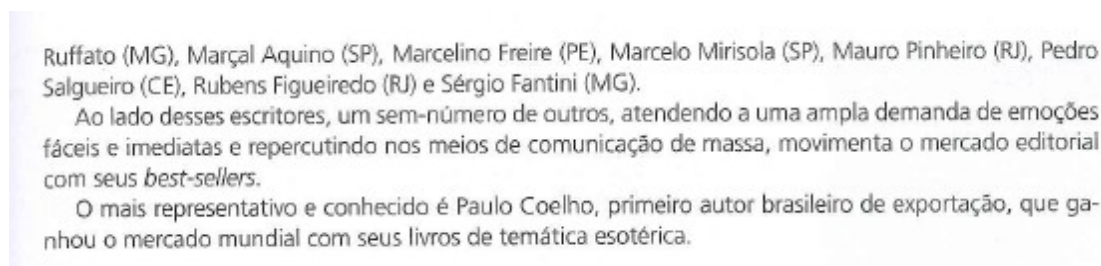 Ruffato (MG), Marçal Aquino (SP), Marcelino Freire (PE), Marcelo Mirisola (SP), Mauro Pinheiro (RJ), Pedro
Salgueiro (CE), Rubens Figueiredo (RJ) e Sérgio Fantini (MG).
Ao lado desses escritores, um sem-número de outros, atendendo a uma ampla demanda de emoções
fáceis e imediatas e repercutindo nos meios de comunicação de massa, movimenta o mercado editorial
com seus best-sellers.
O mais representativo e conhecido é Paulo Coelho, primeiro autor brasileiro de exportação, que ga-
nhou o mercado mundial com seus livros de temática esotérica.